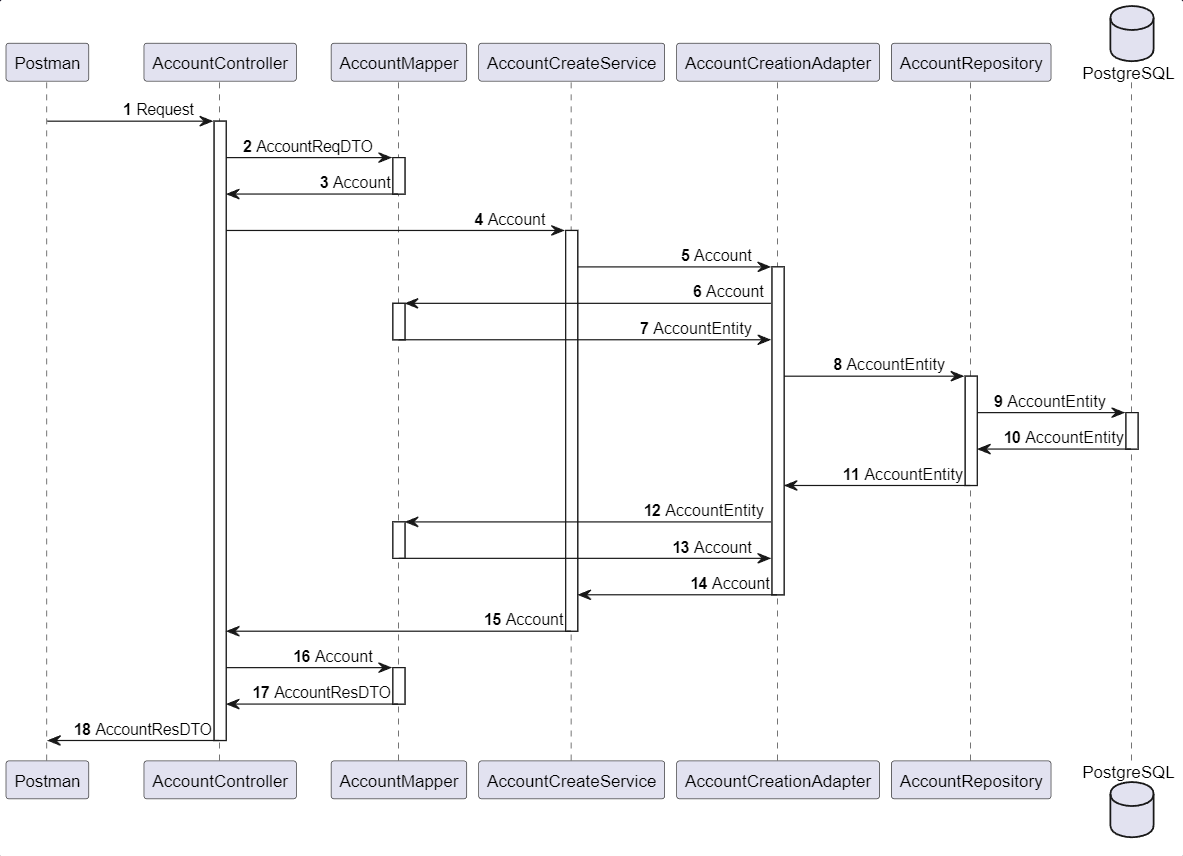 Postman
AccountController
AccountMapper
AccountCreateService
AccountCreationAdapter
AccountRepository
PostgreSQL
1 Request
2 AccountReqDTO
3 Account
4 Account
5 Account
6 Account
7 AccountEntity
8 AccountEntity
9 AccountEntity
10 AccountEntity
11 AccountEntity
12 AccountEntity
13 Account
14 Account
15 Account
16 Account
17 AccountResDTO
18 AccountResDTO
Postman
AccountController
AccountMapper
AccountCreateService
AccountCreationAdapter
AccountRepository
PostgreSQL